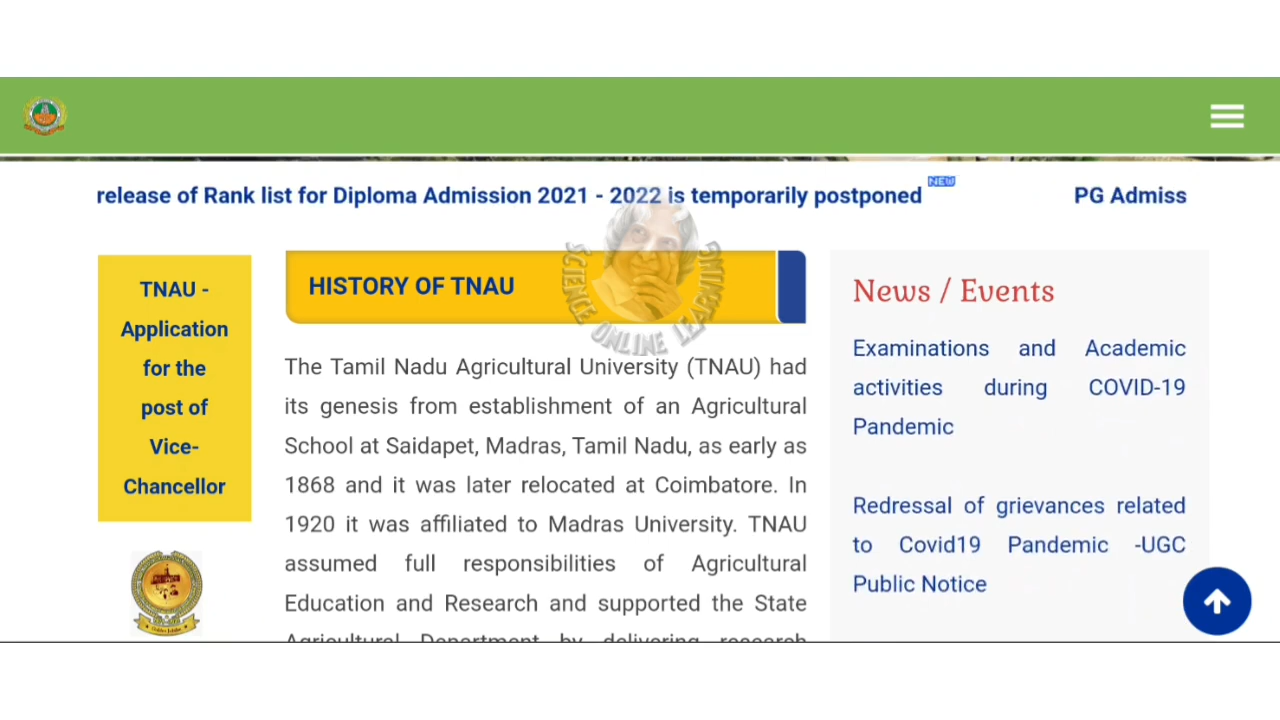 release of Rank list for Diploma Admission 2021 - 2022 is temporarily postponed NEW PG Admiss
TNAU -
Application
for the
post of
Vice-
Chancellor
HISTORY OF TNAU
SCIENCE ONLINE LEARNING
The Tamil Nadu Agricultural University (TNAU) had
its genesis from establishment of an Agricultural
School at Saidapet, Madras, Tamil Nadu, as early as
1868 and it was later relocated at Coimbatore. In
1920 it was affiliated to Madras University. TNAU
assumed full responsibilities of Agricultural
Education and Research and supported the State
Agricultural Department by delivering research
News / Events
Examinations and Academic
activities during COVID-19
Pandemic
Redressal of grievances related
to Covid19 Pandemic -UGC
Public Notice